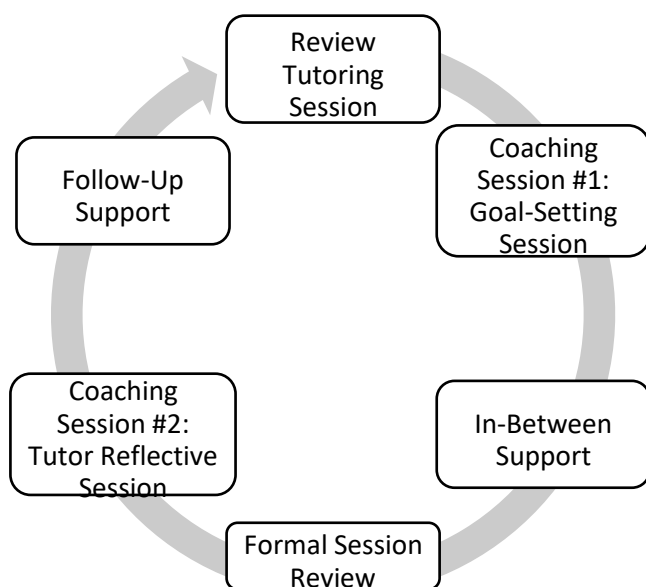 Review
Tutoring
Session
Coaching
Session #1:
Goal-Setting
Session
In-Between
Support
Formal Session
Review
Coaching
Session #2:
Tutor Reflective
Session
Follow-Up
Support